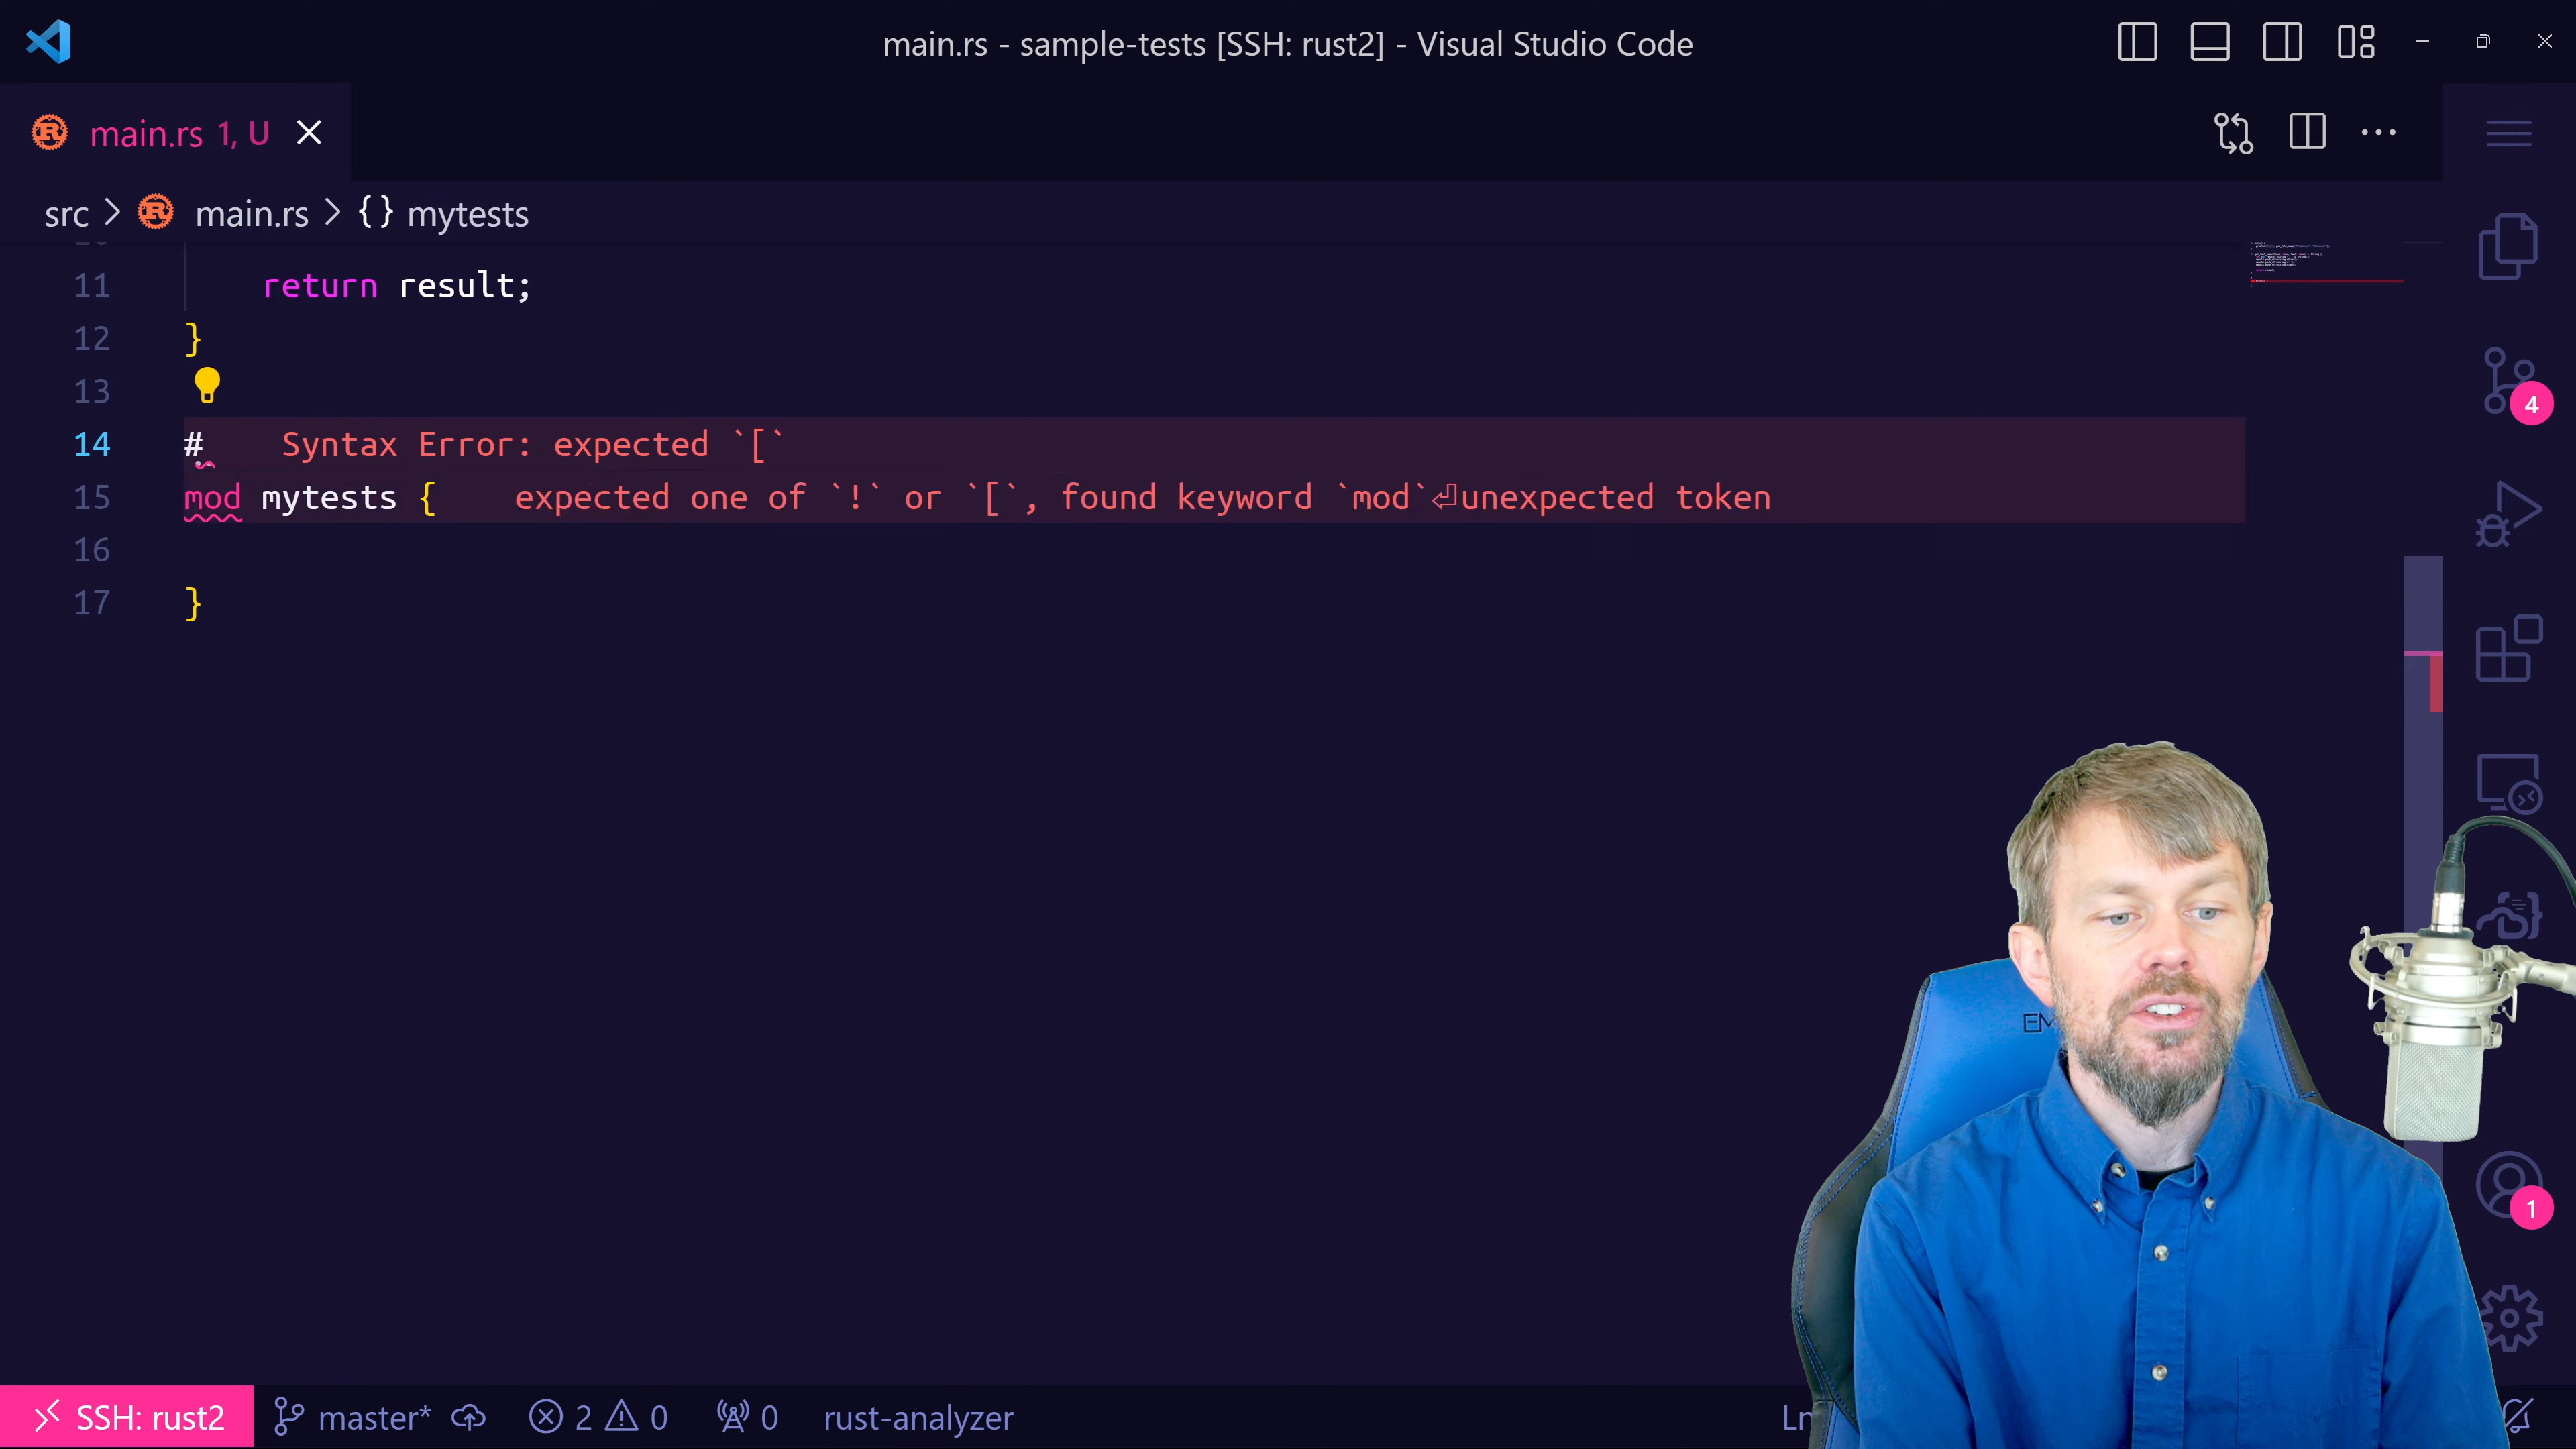 main.rs - sample-tests [SSH: rust2] - Visual Studio Code
main.rs 1, U
src > main.rs > {} mytests
11 return result;
12 }
13
14 # Syntax Error: expected `[`
15 mod mytests { expected one of `!` or `[`, found keyword `mod`⏎unexpected token
16
17 }
4
EM
1
SSH: rust2 master* 2 0 0 rust-analyzer Ln